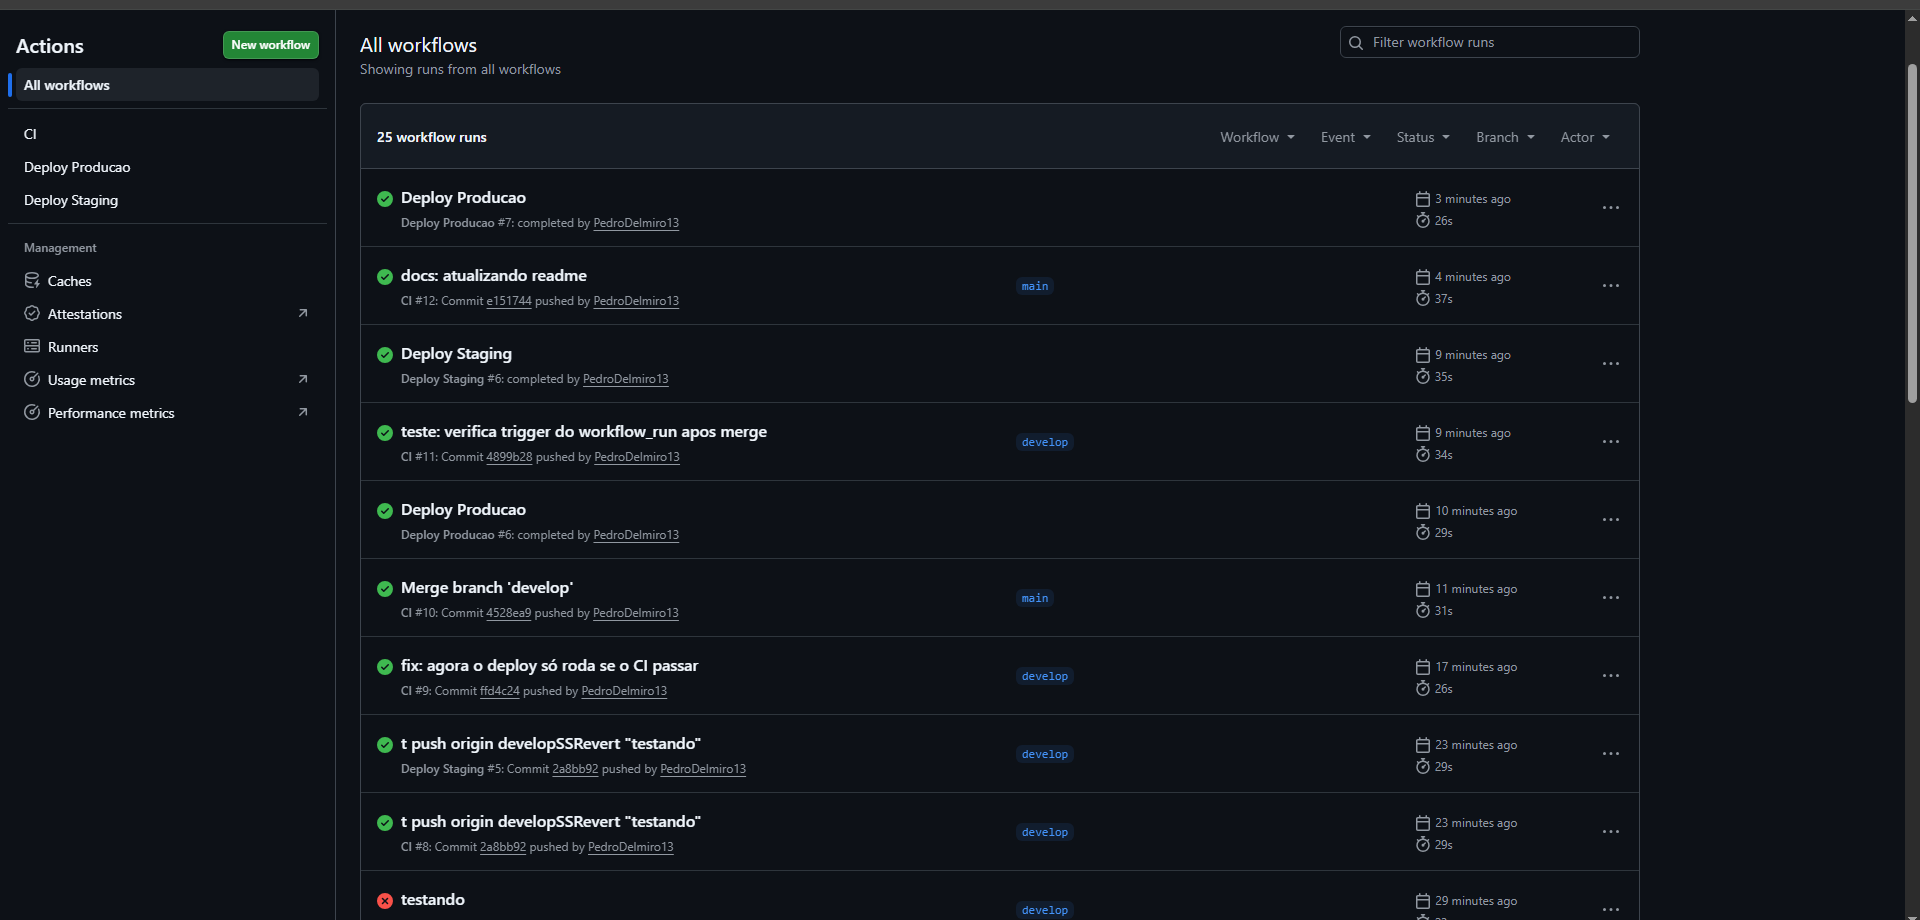 Actions
New workflow
All workflows
CI
Deploy Producao
Deploy Staging
Management
Caches
Attestations
Runners
Usage metrics
Performance metrics
All workflows
Showing runs from all workflows
Filter workflow runs
25 workflow runs
Workflow Event Status Branch Actor
Deploy Producao
Deploy Producao #7: completed by PedroDelmiro13
3 minutes ago
26s
docs: atualizando readme
CI #12: Commit e151744 pushed by PedroDelmiro13
main
4 minutes ago
37s
Deploy Staging
Deploy Staging #6: completed by PedroDelmiro13
9 minutes ago
35s
teste: verifica trigger do workflow_run apos merge
CI #11: Commit 4899b28 pushed by PedroDelmiro13
develop
9 minutes ago
34s
Deploy Producao
Deploy Producao #6: completed by PedroDelmiro13
10 minutes ago
29s
Merge branch 'develop'
CI #10: Commit 4528ea9 pushed by PedroDelmiro13
main
11 minutes ago
31s
fix: agora o deploy só roda se o CI passar
CI #9: Commit ffd4c24 pushed by PedroDelmiro13
develop
17 minutes ago
26s
t push origin developSSRevert "testando"
Deploy Staging #5: Commit 2a8bb92 pushed by PedroDelmiro13
develop
23 minutes ago
29s
t push origin developSSRevert "testando"
CI #8: Commit 2a8bb92 pushed by PedroDelmiro13
develop
23 minutes ago
29s
testando
develop
29 minutes ago